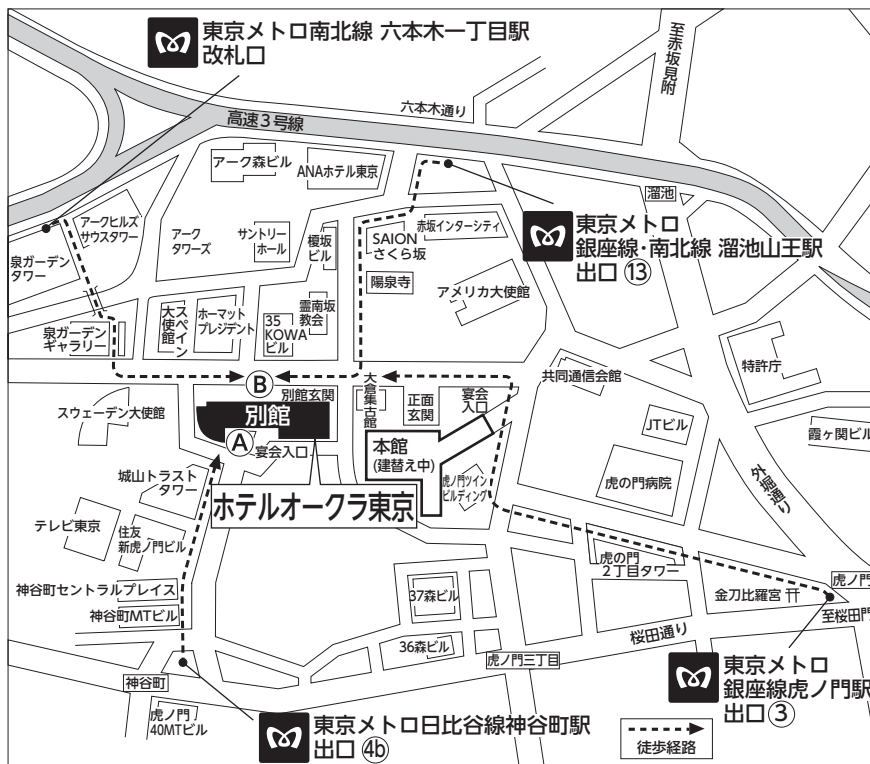 東京メトロ南北線 六本木一丁目駅
改札口
至赤坂見附
六本木通り
高速3号線
アーク森ビル
ANAホテル東京
溜池
東京メトロ
銀座線・南北線 溜池山王駅
出口 ⑬
アークヒルズ
サウスタワー
アーク
タワーズ
サントリー
ホール
榎坂
ビル
SAION
さくら坂
赤坂インターシティ
泉ガーデン
タワー
陽泉寺
アメリカ大使館
霊南坂
教会
スペイン
大使館
ホーマット
プレジデント
35
KOWA
ビル
泉ガーデン
ギャラリー
特許庁
共同通信会館
Ⓑ
別館玄関
大倉集古館
正面
玄関
宴会
入口
スウェーデン大使館
別館
Ⓐ
宴会入口
本館
(建替え中)
JTビル
霞ヶ関ビル
外堀通り
城山トラスト
タワー
ホテルオークラ東京
虎ノ門ツイン
ビルディング
虎の門病院
テレビ東京
住友
新虎ノ門ビル
虎の門
2丁目タワー
神谷町セントラルプレイス
神谷町MTビル
37森ビル
金刀比羅宮
虎ノ門
至桜田門
桜田通り
36森ビル
虎ノ門三丁目
神谷町
虎ノ門
40MTビル
東京メトロ日比谷線神谷町駅
出口 ④b
東京メトロ
銀座線虎ノ門駅
出口 ③
徒歩経路